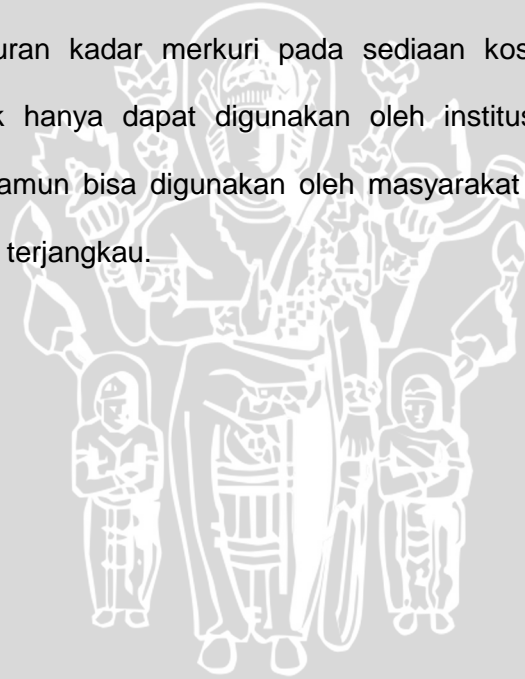 uran kadar merkuri pada sediaan kos
k hanya dapat digunakan oleh institus
amun bisa digunakan oleh masyarakat
terjangkau.